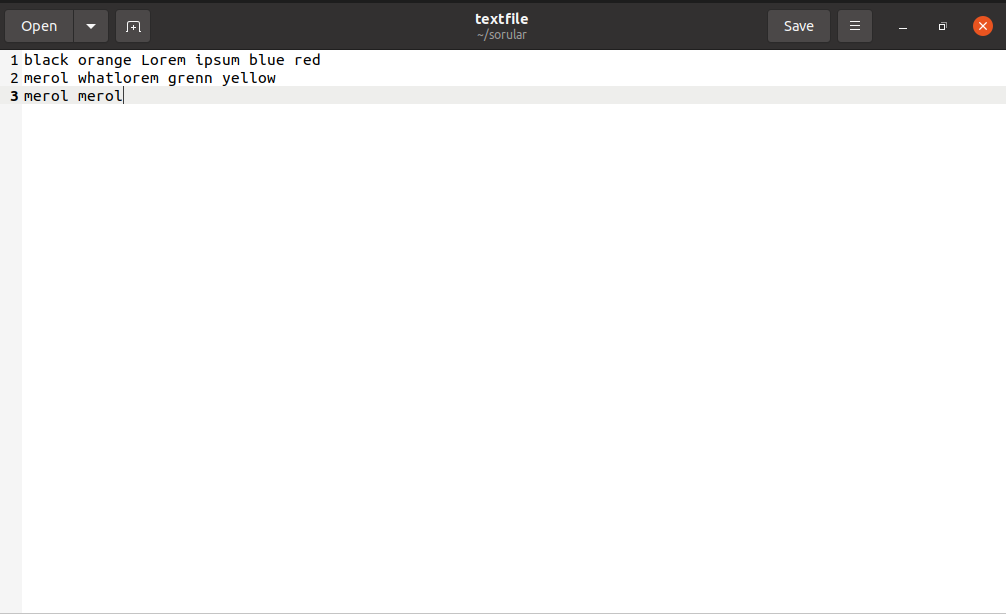 Open
textfile
~/sorular
Save
1 black orange Lorem ipsum blue red
2 merol whatlorem grenn yellow
3 merol merol